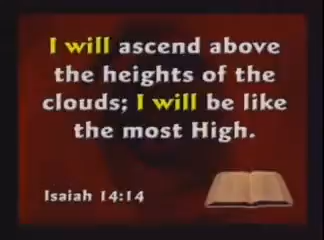 I will ascend above
the heights of the
clouds; I will be like
the most High.
Isaiah 14:14